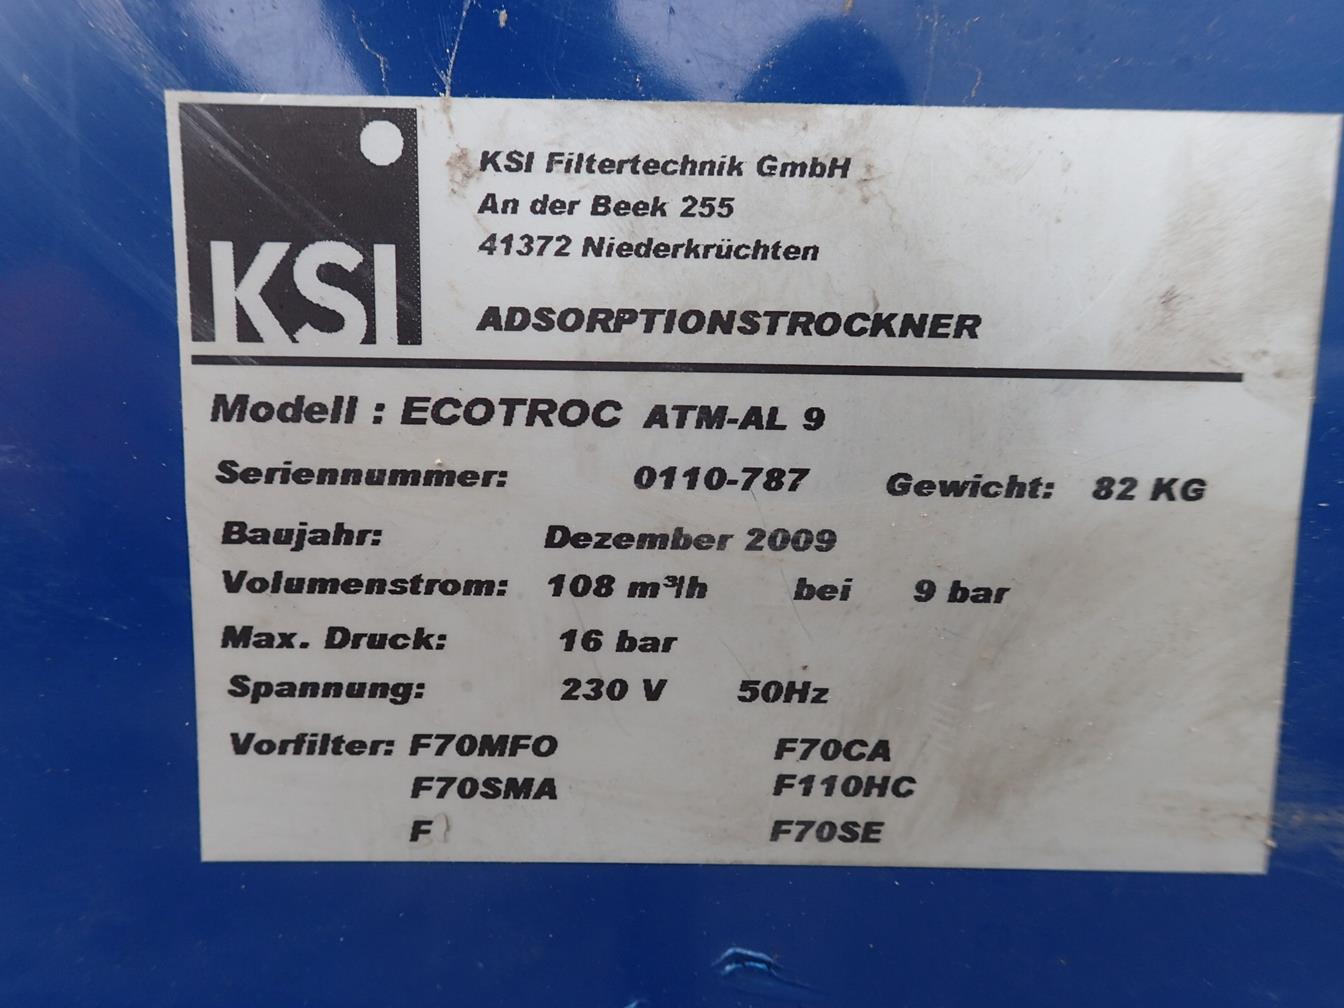 KSI
KSI Filtertechnik GmbH
An der Beek 255
41372 Niederkrüchten
ADSORPTIONSTROCKNER
Modell : ECOTROC ATM-AL 9
Seriennummer: 0110-787 Gewicht: 82 KG
Baujahr: Dezember 2009
Volumenstrom: 108 m³/h bei 9 bar
Max. Druck: 16 bar
Spannung: 230 V 50Hz
Vorfilter: F70MFO F70CA
F70SMA F110HC
F F70SE